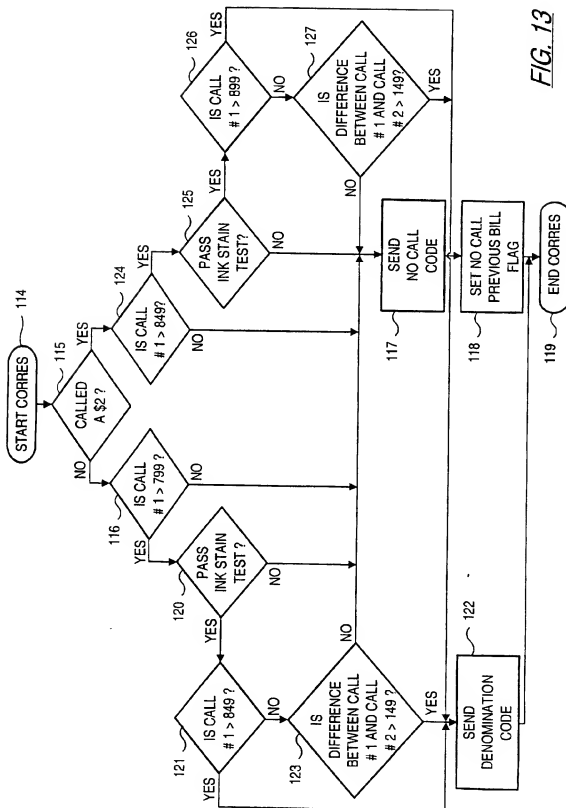 START CORRES
114
115
CALLED
A $2 ?
NO
YES
116
IS CALL
# 1 > 799 ?
YES
NO
124
IS CALL
# 1 > 849?
YES
NO
120
PASS
INK STAIN
TEST ?
YES
NO
125
PASS
INK STAIN
TEST?
YES
NO
121
IS CALL
# 1 > 849 ?
YES
NO
126
IS CALL
# 1 > 899 ?
YES
NO
123
IS
DIFFERENCE
BETWEEN CALL
# 1 AND CALL
# 2 > 149 ?
NO
YES
127
IS
DIFFERENCE
BETWEEN CALL
# 1 AND CALL
# 2 > 149?
NO
YES
SEND
NO CALL
CODE
117
SEND
DENOMINATION
CODE
122
SET NO CALL
PREVIOUS BILL
FLAG
118
END CORRES
119
FIG. 13